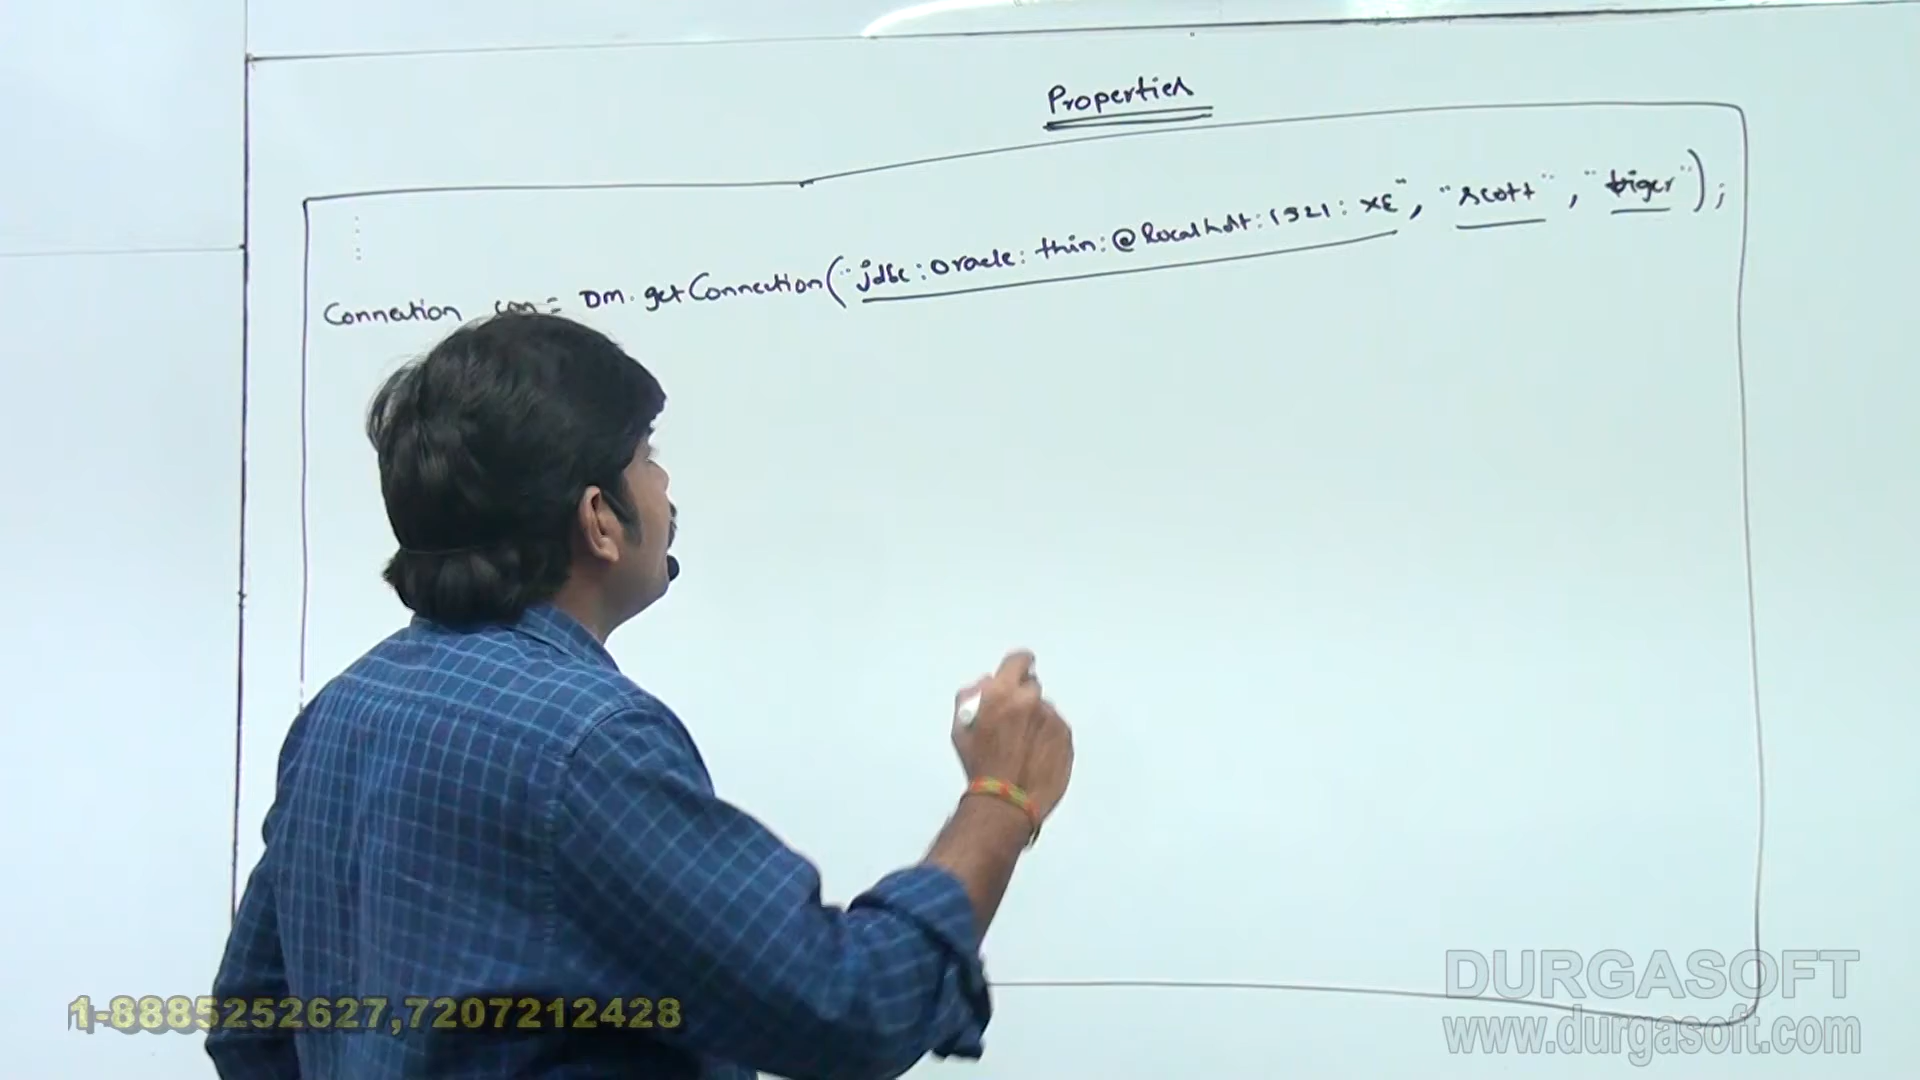 Properties
Connection con = DM.getConnection("jdbc:oracle:thin:@localhost:1521:XE", "scott", "tiger");
1-8885252627,7207212428
DURGASOFT
www.durgasoft.com